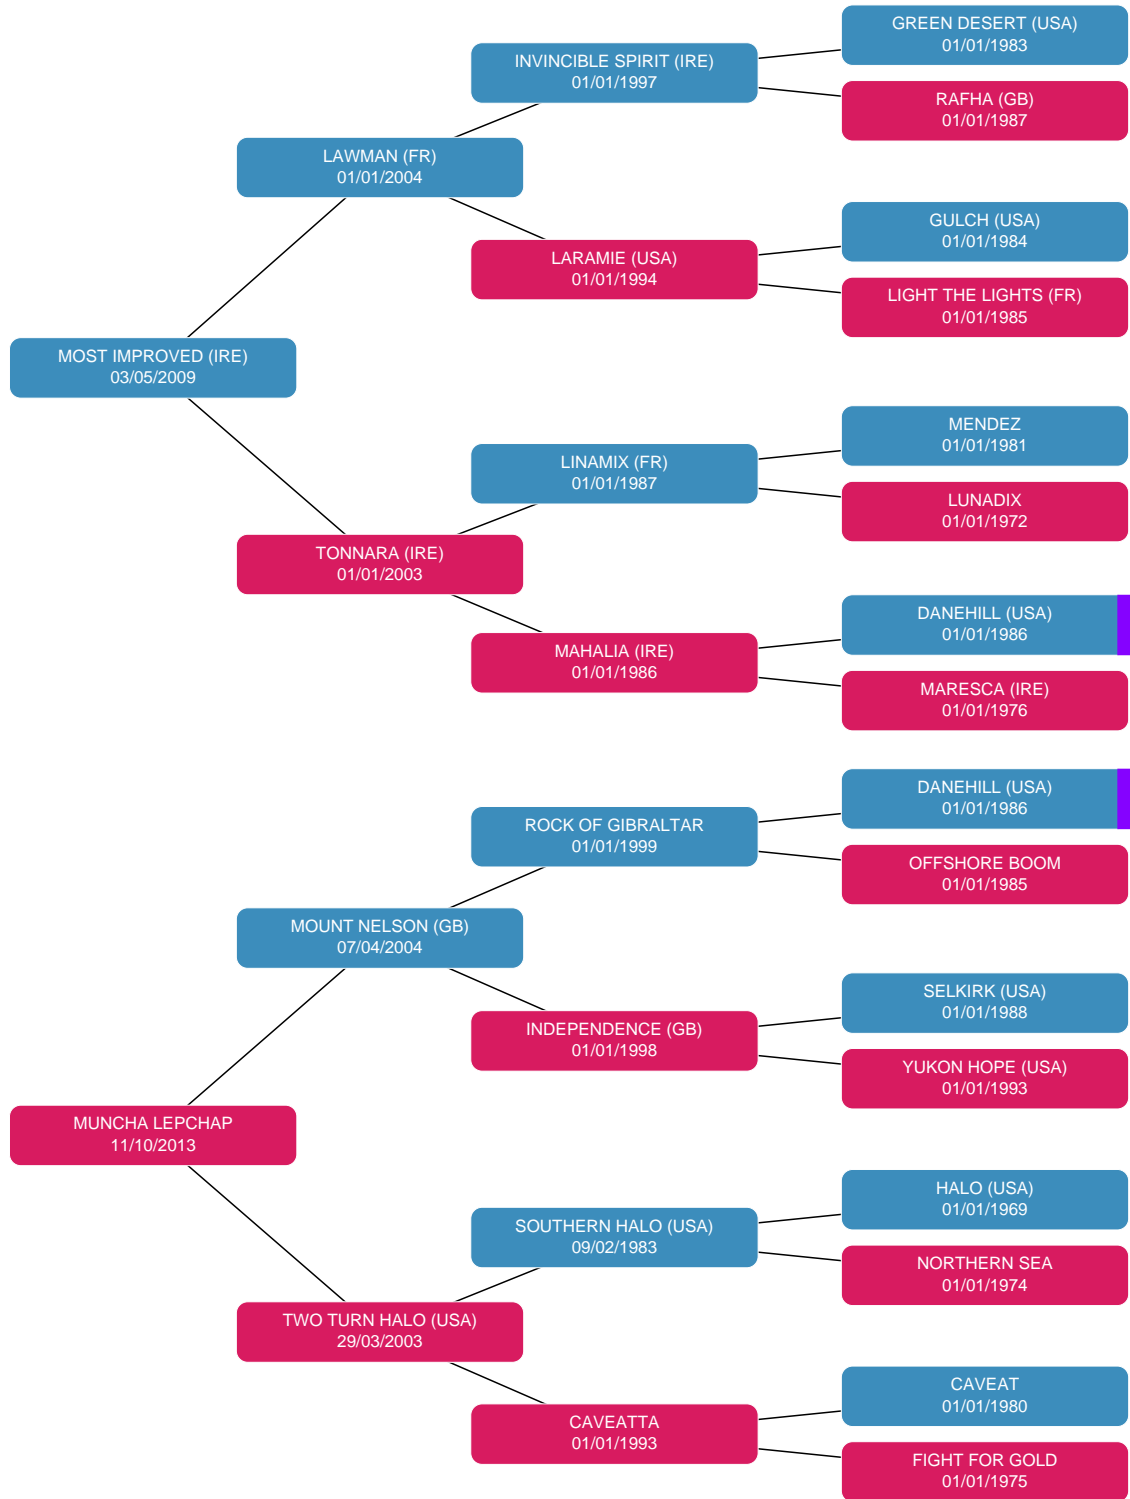 GREEN DESERT (USA)
01/01/1983
INVINCIBLE SPIRIT (IRE)
01/01/1997
RAFHA (GB)
01/01/1987
LAWMAN (FR)
01/01/2004
GULCH (USA)
01/01/1984
LARAMIE (USA)
01/01/1994
LIGHT THE LIGHTS (FR)
01/01/1985
MOST IMPROVED (IRE)
03/05/2009
MENDEZ
01/01/1981
LINAMIX (FR)
01/01/1987
LUNADIX
01/01/1972
TONNARA (IRE)
01/01/2003
DANEHILL (USA)
01/01/1986
MAHALIA (IRE)
01/01/1986
MARESCA (IRE)
01/01/1976
DANEHILL (USA)
01/01/1986
ROCK OF GIBRALTAR
01/01/1999
OFFSHORE BOOM
01/01/1985
MOUNT NELSON (GB)
07/04/2004
SELKIRK (USA)
01/01/1988
INDEPENDENCE (GB)
01/01/1998
YUKON HOPE (USA)
01/01/1993
MUNCHA LEPCHAP
11/10/2013
HALO (USA)
01/01/1969
SOUTHERN HALO (USA)
09/02/1983
NORTHERN SEA
01/01/1974
TWO TURN HALO (USA)
29/03/2003
CAVEAT
01/01/1980
CAVEATTA
01/01/1993
FIGHT FOR GOLD
01/01/1975